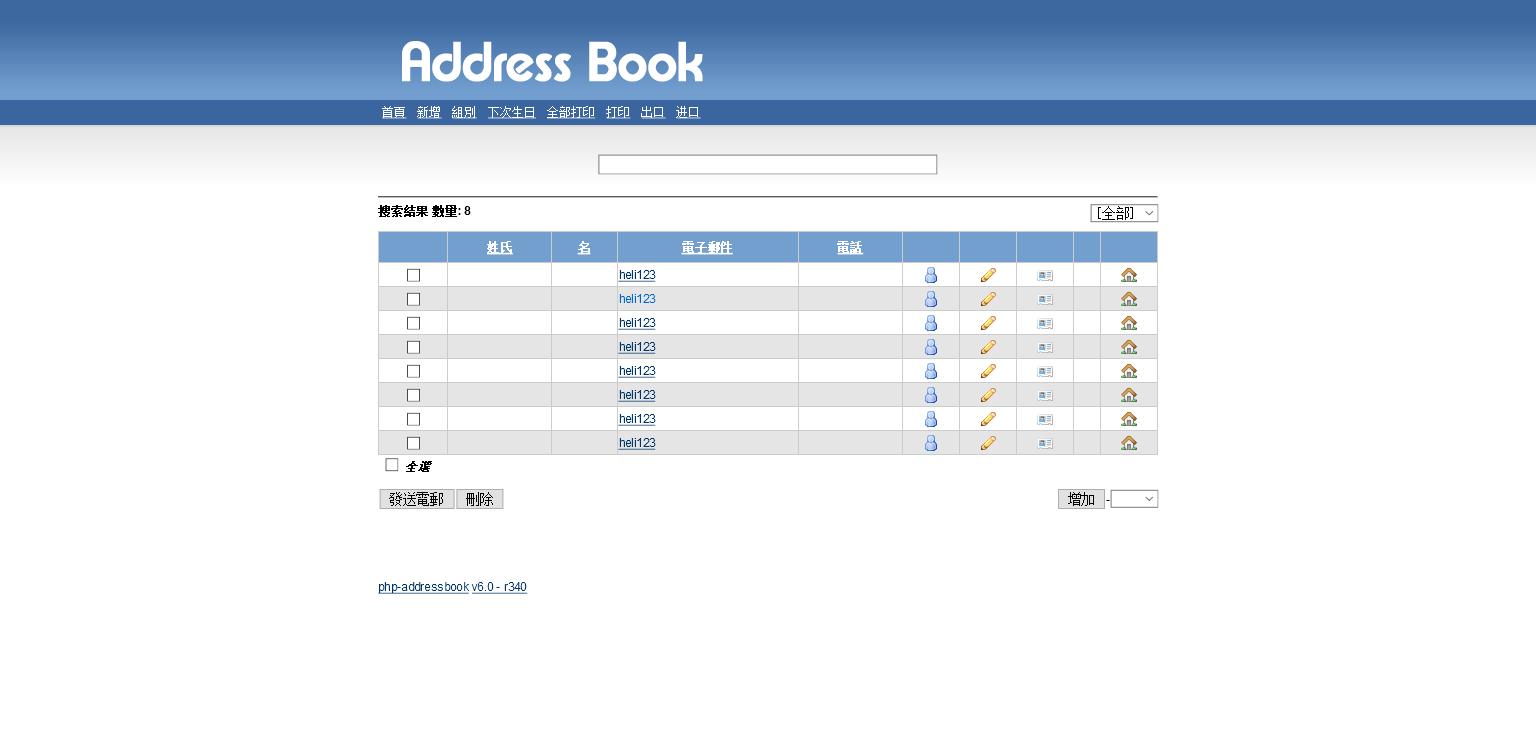 Address Book
首頁 新增 組別 下次生日 全部打印 打印 出口 进口
搜索结果 數量: 8
[全部]
姓氏 名 電子郵件 電話
heli123
heli123
heli123
heli123
heli123
heli123
heli123
heli123
全選
發送電郵 刪除 增加 -
php-addressbook v6.0 - r340